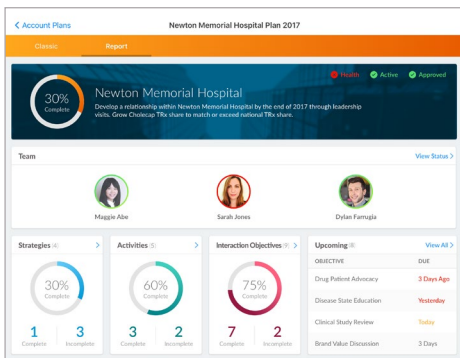 Account Plans
Newton Memorial Hospital Plan 2017
Classic
Report
Health
Active
Approved
30%
Complete
Newton Memorial Hospital
Develop a relationship within Newton Memorial Hospital by the end of 2017 through leadership
visits. Grow Cholecap TRx share to match or exceed national TRx share.
Team
View Status >
Maggie Abe
Sarah Jones
Dylan Farrugia
Strategies (4)
30%
Complete
1
Complete
3
Incomplete
Activities (5)
60%
Complete
3
Complete
2
Incomplete
Interaction Objectives (9)
75%
Complete
7
Complete
2
Incomplete
Upcoming (8)
View All >
OBJECTIVE DUE
Drug Patient Advocacy 3 Days Ago
Disease State Education Yesterday
Clinical Study Review Today
Brand Value Discussion 3 Days